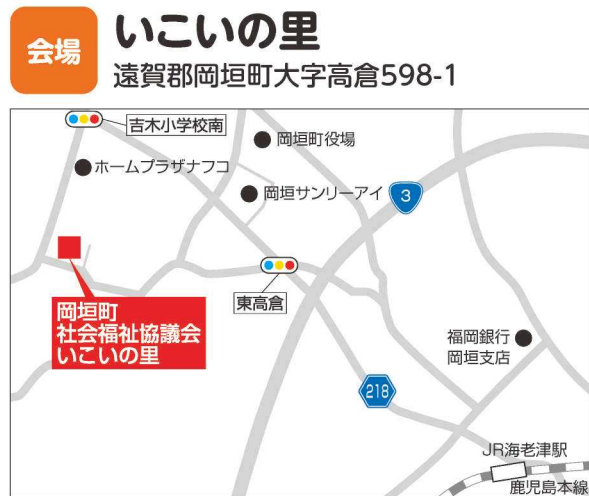 会場
いこいの里
遠賀郡岡垣町大字高倉598-1
吉木小学校南
岡垣町役場
ホームプラザナフコ
岡垣サンリーアイ
3
東高倉
岡垣町
社会福祉協議会
いこいの里
福岡銀行
岡垣支店
218
JR海老津駅
鹿児島本線